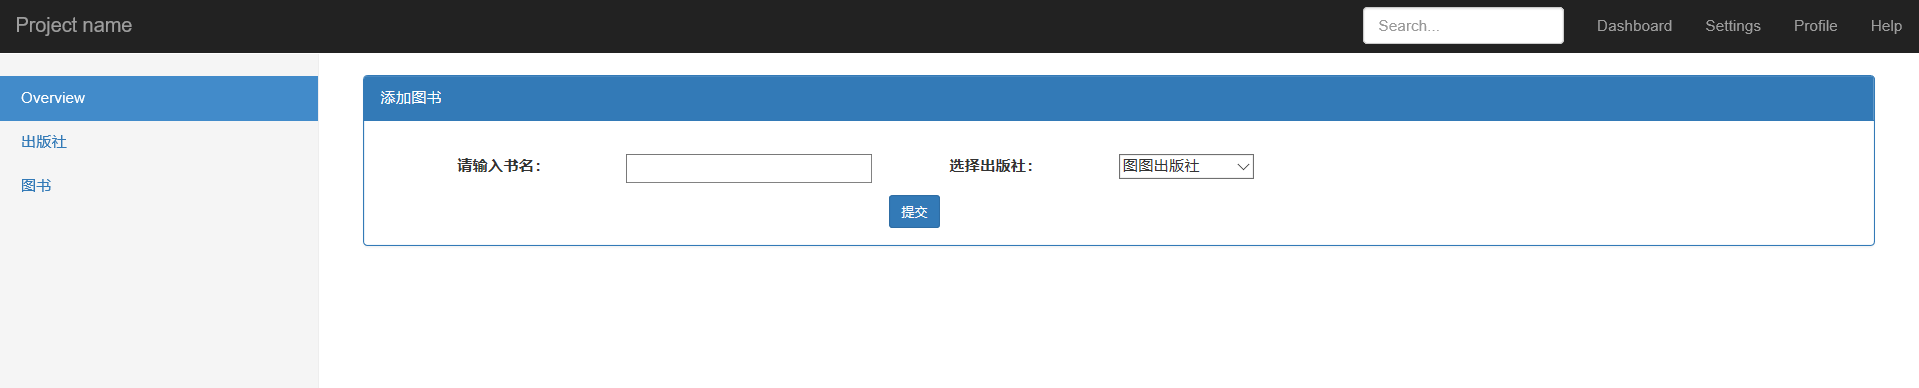 Project name Search... Dashboard Settings Profile Help
Overview
出版社
图书
添加图书
请输入书名： 选择出版社： 图图出版社
提交